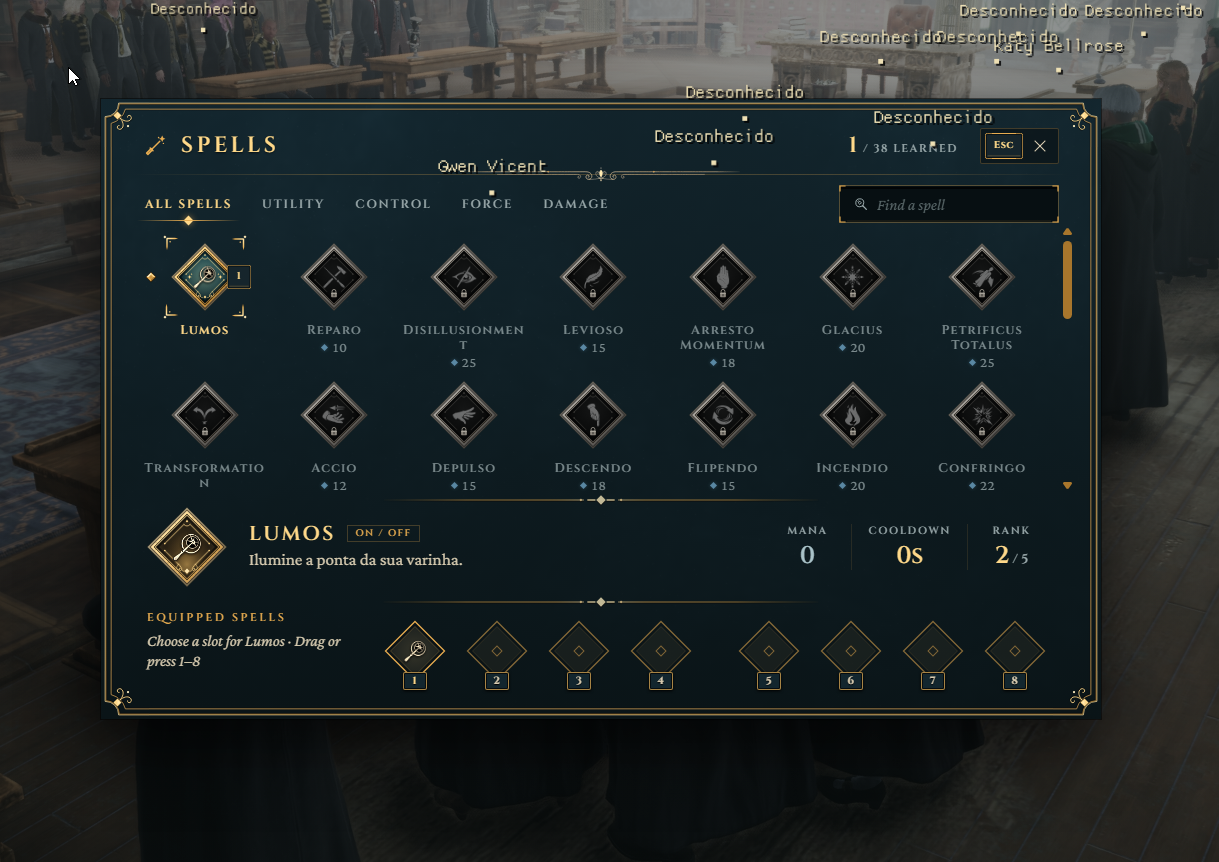 Desconhecido
Desconhecido Desconhecido
Desconhecido Desconhecido
Katy Bellrose
Desconhecido
Desconhecido
Desconhecido
SPELLS
1 / 38 LEARNED
ESC
Gwen Vicent
ALL SPELLS UTILITY CONTROL FORCE DAMAGE
Find a spell
1
LUMOS
REPARO
10
DISILLUSIONMEN
T
25
LEVIOSO
15
ARRESTO
MOMENTUM
18
GLACIUS
20
PETRIFICUS
TOTALUS
25
TRANSFORMATIO
N
ACCIO
12
DEPULSO
15
DESCENDO
18
FLIPENDO
15
INCENDIO
20
CONFRINGO
22
LUMOS ON / OFF
Ilumine a ponta da sua varinha.
MANA
0
COOLDOWN
0S
RANK
2 / 5
EQUIPPED SPELLS
Choose a slot for Lumos · Drag or
press 1–8
1 2 3 4 5 6 7 8